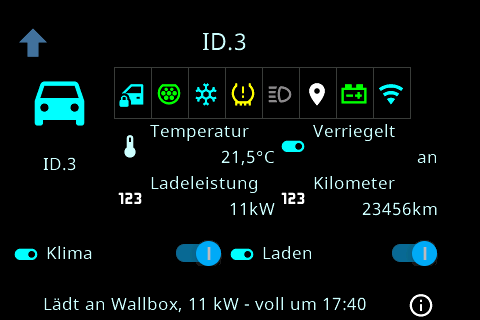 ID.3
Temperatur
21,5°C
Verriegelt
an
ID.3
123
Ladeleistung
11kW
123
Kilometer
23456km
Klima
Laden
Lädt an Wallbox, 11 kW - voll um 17:40